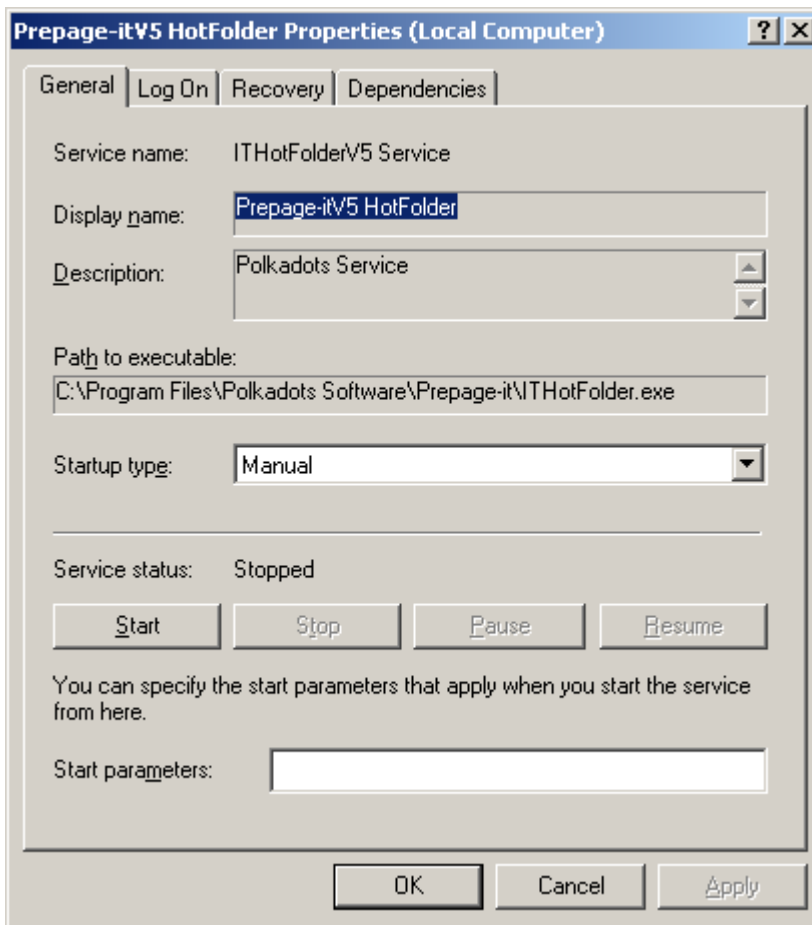 Prepage-itV5 HotFolder Properties (Local Computer)
General Log On Recovery Dependencies
Service name: ITHotFolderV5 Service
Display name: Prepage-itV5 HotFolder
Description: Polkadots Service
Path to executable:
C:\Program Files\Polkadots Software\Prepage-it\ITHotFolder.exe
Startup type: Manual
Service status: Stopped
Start Stop Pause Resume
You can specify the start parameters that apply when you start the service
from here.
Start parameters:
OK Cancel Apply